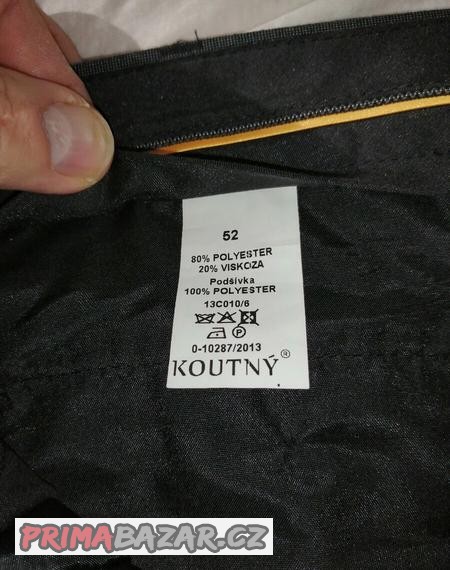 52
80% POLYESTER
20% VISKOZA
Podšívka
100% POLYESTER
13C010/6
P
0-10287/2013
KOUTNÝ®
PRIMABAZAR.CZ